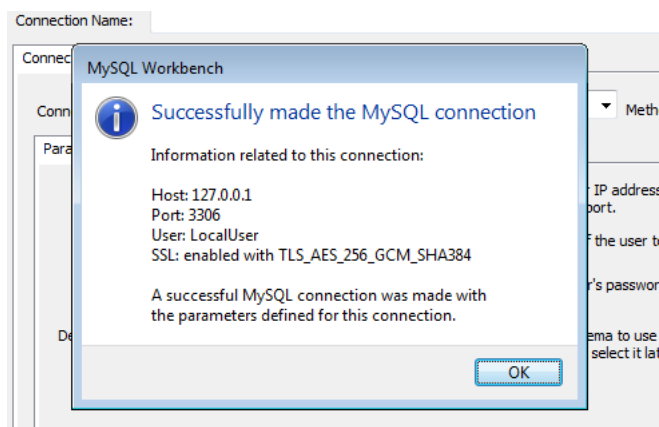 Connection Name:
MySQL Workbench
Successfully made the MySQL connection
Information related to this connection:
Host: 127.0.0.1
Port: 3306
User: LocalUser
SSL: enabled with TLS_AES_256_GCM_SHA384
A successful MySQL connection was made with
the parameters defined for this connection.
OK
Connec
Conn
Meth
Para
IP address
port.
f the user to
r's passwor
De
ema to use
select it lat